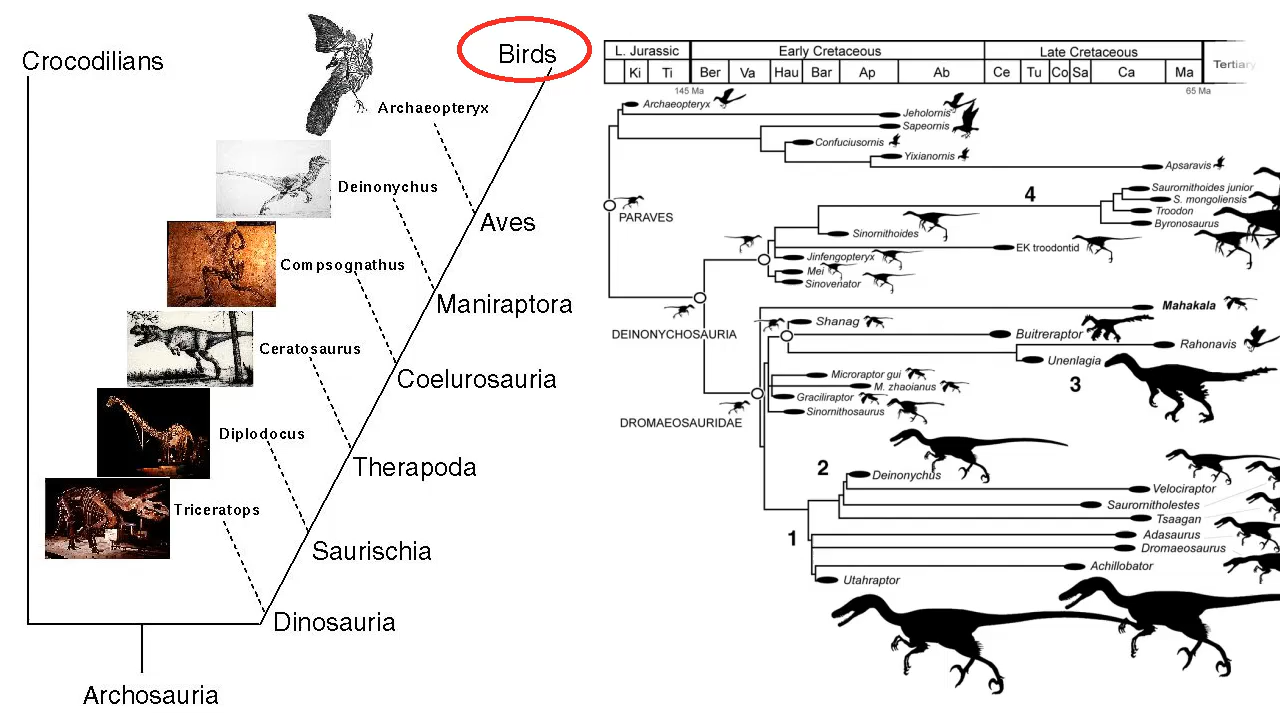 Crocodilians
Birds
Archaeopteryx
Deinonychus
Aves
Compsognathus
Maniraptora
Ceratosaurus
Coelurosauria
Diplodocus
Therapoda
Triceratops
Saurischia
Dinosauria
Archosauria
L. Jurassic Early Cretaceous Late Cretaceous Tertiary
Ki Ti Ber Va Hau Bar Ap Ab Ce Tu Co Sa Ca Ma
145 Ma 65 Ma
Archaeopteryx
Jeholornis
Sapeornis
Confuciusornis
Yixianornis
Apsaravis
PARAVES
4
Saurornithoides junior
S. mongoliensis
Troodon
Byronosaurus
Sinornithoides
EK troodontid
Jinfengopteryx
Mei
Sinovenator
DEINONYCHOSAURIA
Mahakala
Shanag
Buitreraptor
Rahonavis
Unenlagia
3
Microraptor gui
M. zhaoianus
Graciliraptor
Sinornithosaurus
DROMAEOSAURIDAE
2
Deinonychus
Velociraptor
Saurornitholestes
Tsaagan
1
Adasaurus
Dromaeosaurus
Achillobator
Utahraptor